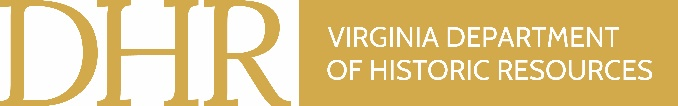 DHR
VIRGINIA DEPARTMENT
OF HISTORIC RESOURCES